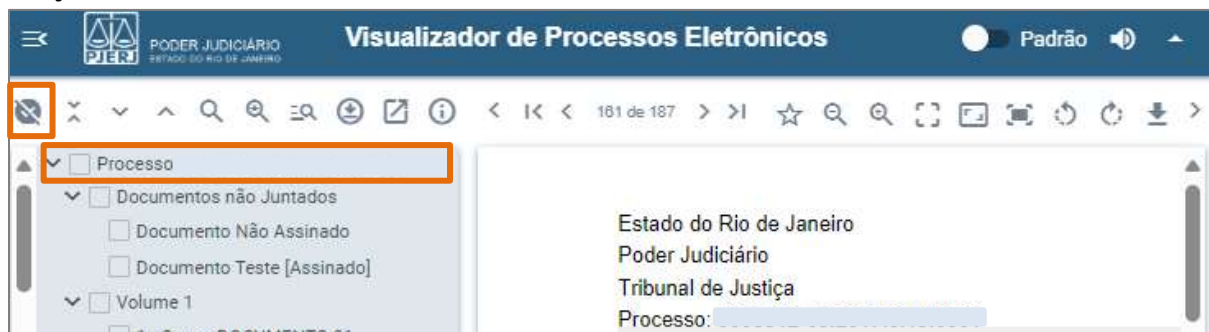 PJERJ PODER JUDICIÁRIO
ESTADO DO RIO DE JANEIRO
Visualizador de Processos Eletrônicos
Padrão
161 de 187
Processo
Documentos não Juntados
Documento Não Assinado
Documento Teste [Assinado]
Volume 1
Estado do Rio de Janeiro
Poder Judiciário
Tribunal de Justiça
Processo: